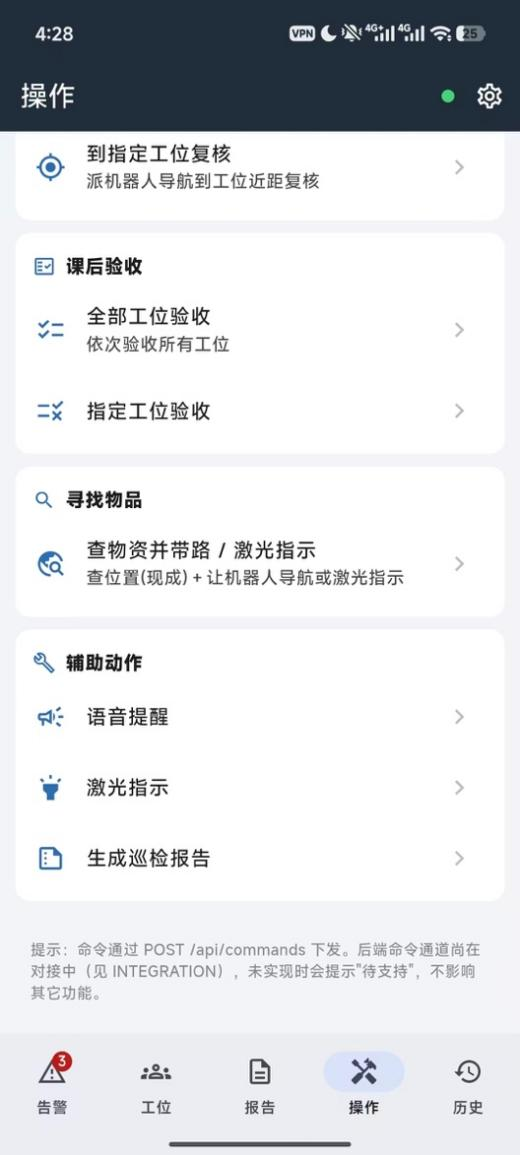 4:28
VPN
4G+
4G
25
操作
到指定工位复核
派机器人导航到工位近距复核
课后验收
全部工位验收
依次验收所有工位
指定工位验收
寻找物品
查物资并带路 / 激光指示
查位置(现成) + 让机器人导航或激光指示
辅助动作
语音提醒
激光指示
生成巡检报告
提示：命令通过 POST /api/commands 下发。后端命令通道尚在
对接中（见 INTEGRATION），未实现时会提示"待支持"，不影响
其它功能。
3
告警
工位
报告
操作
历史